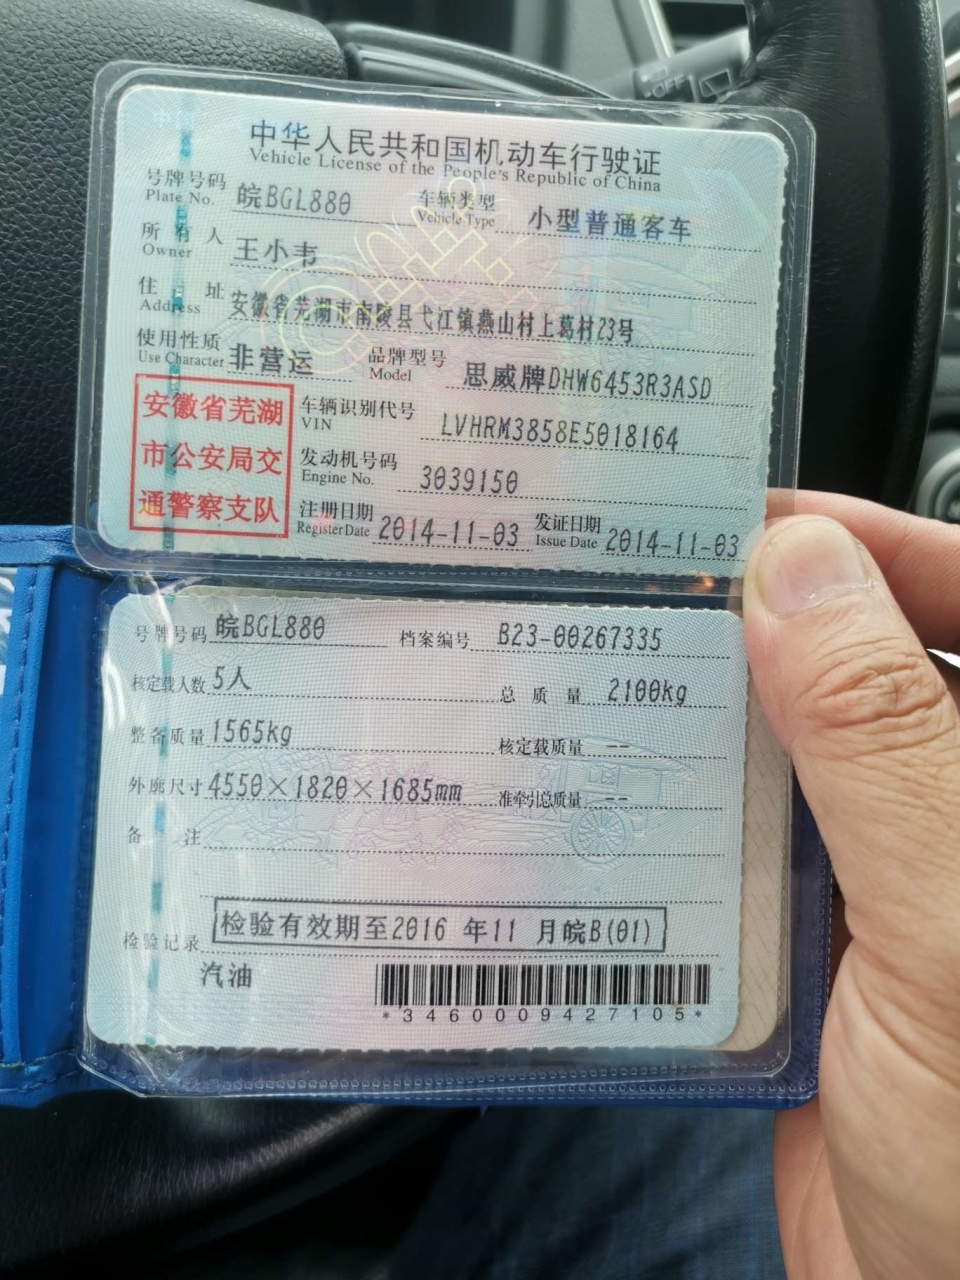 中华人民共和国机动车行驶证
Vehicle License of the People's Republic of China
号牌号码 皖BGL880 车辆类型 小型普通客车
Plate No. Vehicle Type
所有人 王小韦
Owner
住址 安徽省芜湖市南陵县弋江镇燕山村上葛村23号
Address
使用性质 非营运 品牌型号 思威牌DHW6453R3ASD
Use Character Model
安徽省芜湖
市公安局交
通警察支队
车辆识别代号 LVHRM3858E5018164
VIN
发动机号码 3039150
Engine No.
注册日期 2014-11-03 发证日期 2014-11-03
Register Date Issue Date
号牌号码 皖BGL880 档案编号 B23-00267335
核定载人数 5人 总质量 2100kg
整备质量 1565kg 核定载质量 --
外廓尺寸 4550×1820×1685mm 准牵引总质量 --
备注
检验记录 检验有效期至2016 年11 月皖B(01)
汽油
*3460009427105*